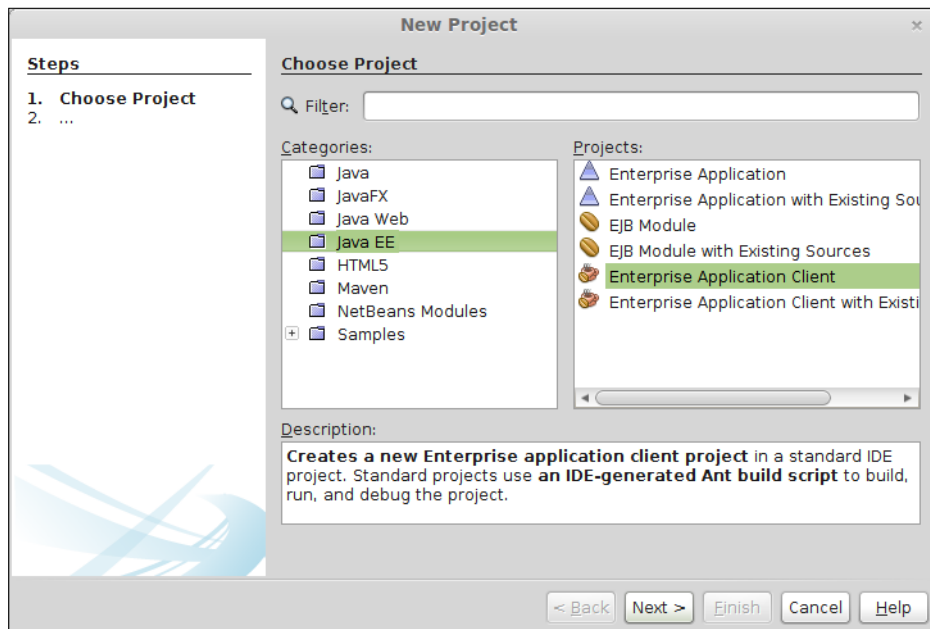 New Project
Steps
1. Choose Project
2. ...
Choose Project
Filter:
Categories:
Java
JavaFX
Java Web
Java EE
HTML5
Maven
NetBeans Modules
Samples
Projects:
Enterprise Application
Enterprise Application with Existing Sou
EJB Module
EJB Module with Existing Sources
Enterprise Application Client
Enterprise Application Client with Existi
Description:
Creates a new Enterprise application client project in a standard IDE
project. Standard projects use an IDE-generated Ant build script to build,
run, and debug the project.
< Back Next > Finish Cancel Help